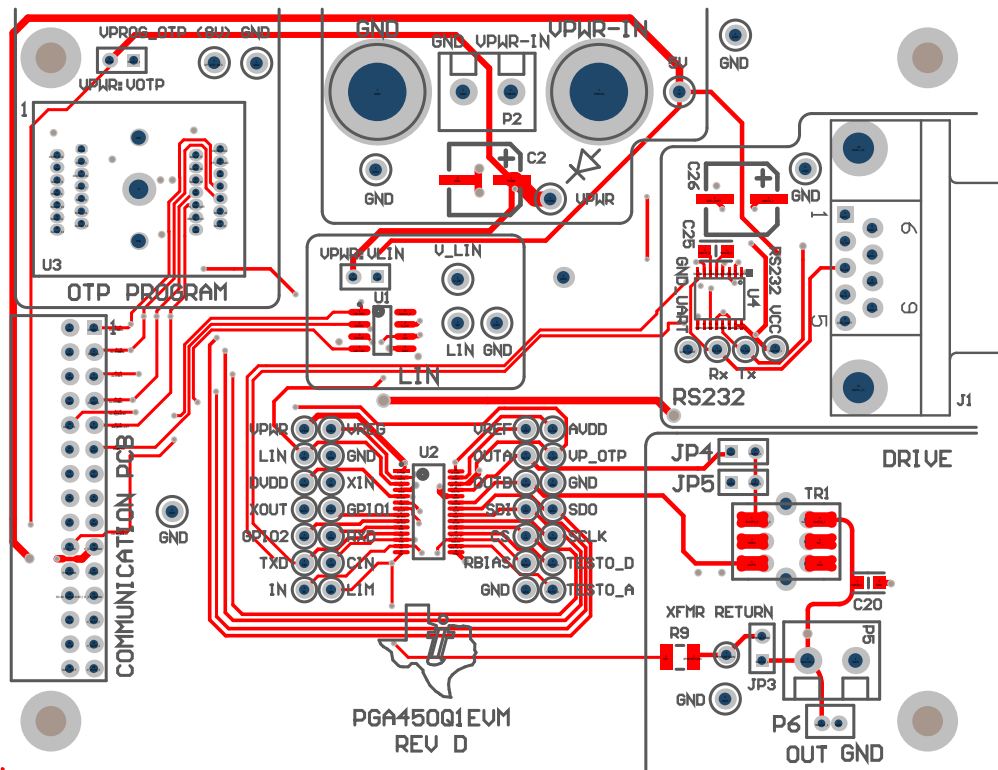 VPROG_OTP (8V) GND
VPWR:VOTP
1
U3
OTP PROGRAM
GND
VPWR-IN
GND VPWR-IN
P2
C2
GND
VPWR
5V
GND
GND
C26
C25
GND_UART
U4
RS232_VCC
Rx Tx
RS232
1
6
5
9
J1
VPWR:VLIN
V_LIN
U1
LIN GND
LIN
1
COMMUNICATION PCB
GND
VPWR VREG
LIN GND
DVDD XIN
XOUT GPIO1
GPIO2 RXD
TXD CIN
IN LIM
U2
VREF AVDD
OUTA VP_OTP
OUTB GND
SDI SDO
CS SCLK
RBIAS TESTO_D
GND TESTO_A
DRIVE
JP4
JP5
TR1
C20
XFMR RETURN
R9
JP3
P5
GND
P6
OUT GND
PGA450Q1EVM
REV D